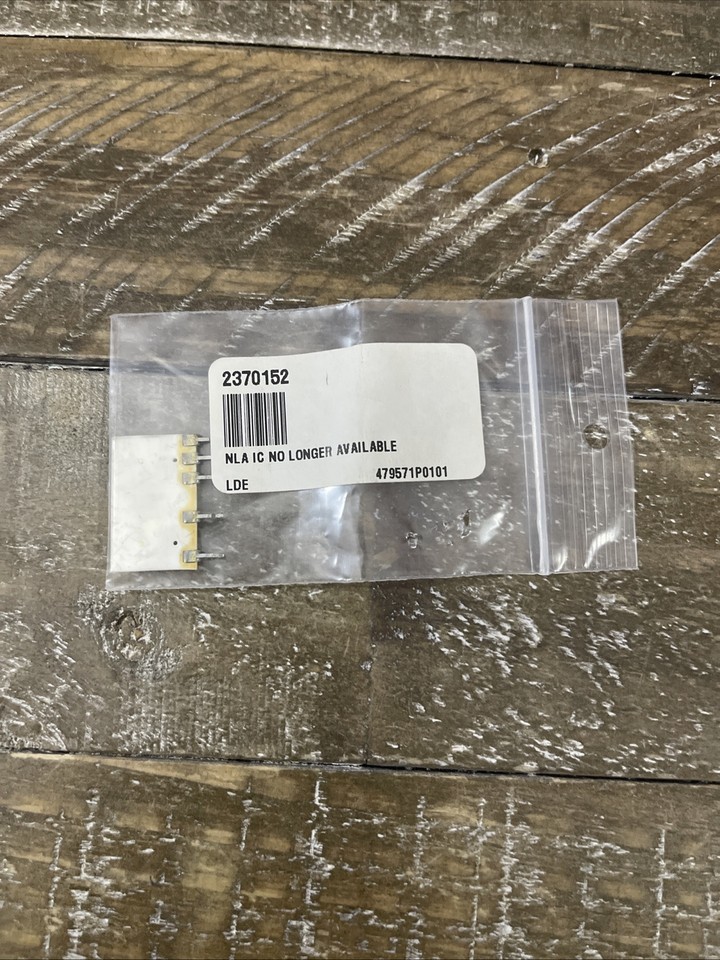 2370152
NLA IC NO LONGER AVAILABLE
LDE 479571P0101